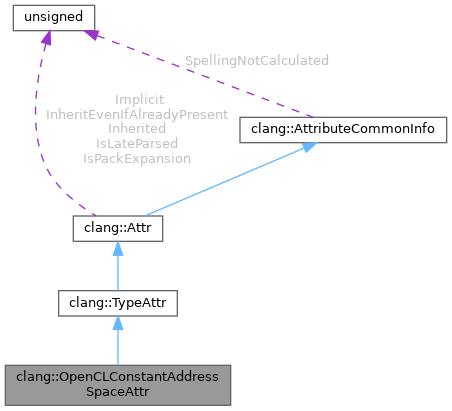 unsigned
SpellingNotCalculated
Implicit
InheritEvenIfAlreadyPresent
Inherited
IsLateParsed
IsPackExpansion
clang::AttributeCommonInfo
clang::Attr
clang::TypeAttr
clang::OpenCLConstantAddress
SpaceAttr